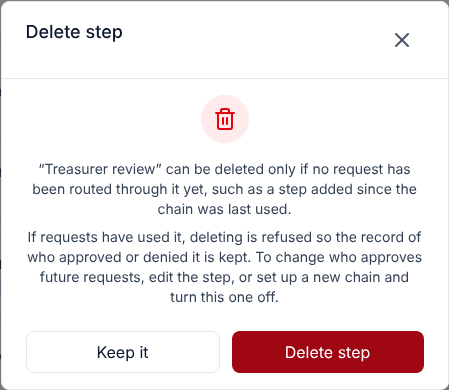 Delete step
“Treasurer review” can be deleted only if no request has
been routed through it yet, such as a step added since the
chain was last used.
If requests have used it, deleting is refused so the record of
who approved or denied it is kept. To change who approves
future requests, edit the step, or set up a new chain and
turn this one off.
Keep it
Delete step